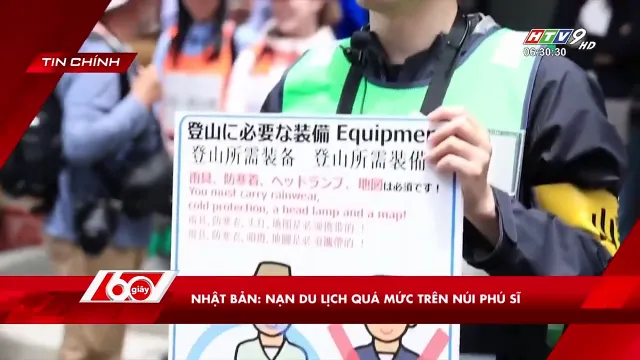 TIN CHÍNH
HTV9 HD
06:30:30
登山に必要な装備 Equipmen
登山所需装备 登山所需裝備
雨具、防寒着、ヘッドランプ、地図は必須です!
You must carry rainwear,
cold protection, a head lamp and a map!
60 giây
NHẬT BẢN: NẠN DU LỊCH QUÁ MỨC TRÊN NÚI PHÚ SĨ